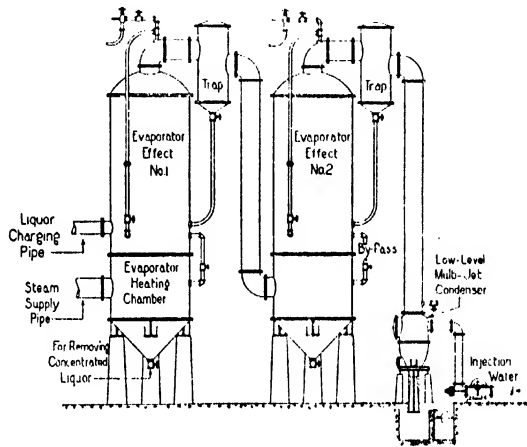 Trap
Trap
Evaporator
Effect
No.1
Evaporator
Effect
No.2
Liquor
Charging
Pipe
By-Pass
Low-Level
Multi-Jet
Condenser
Steam
Supply
Pipe
Evaporator
Heating
Chamber
For Removing
Concentrated
Liquor
Injection
Water